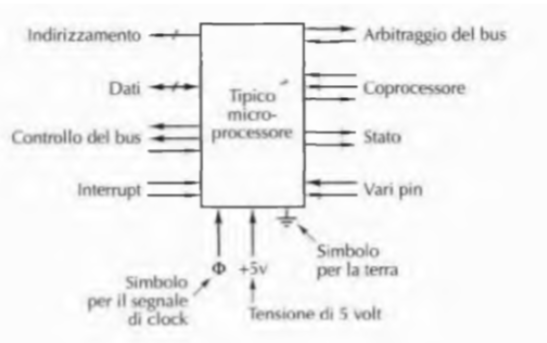 Indirizzamento
Dati
Controllo del bus
Interrupt
Tipico
micro-
processore
Arbitraggio del bus
Coprocessore
Stato
Vari pin
Φ
+5v
Simbolo
per la terra
Simbolo
per il segnale
di clock
Tensione di 5 volt